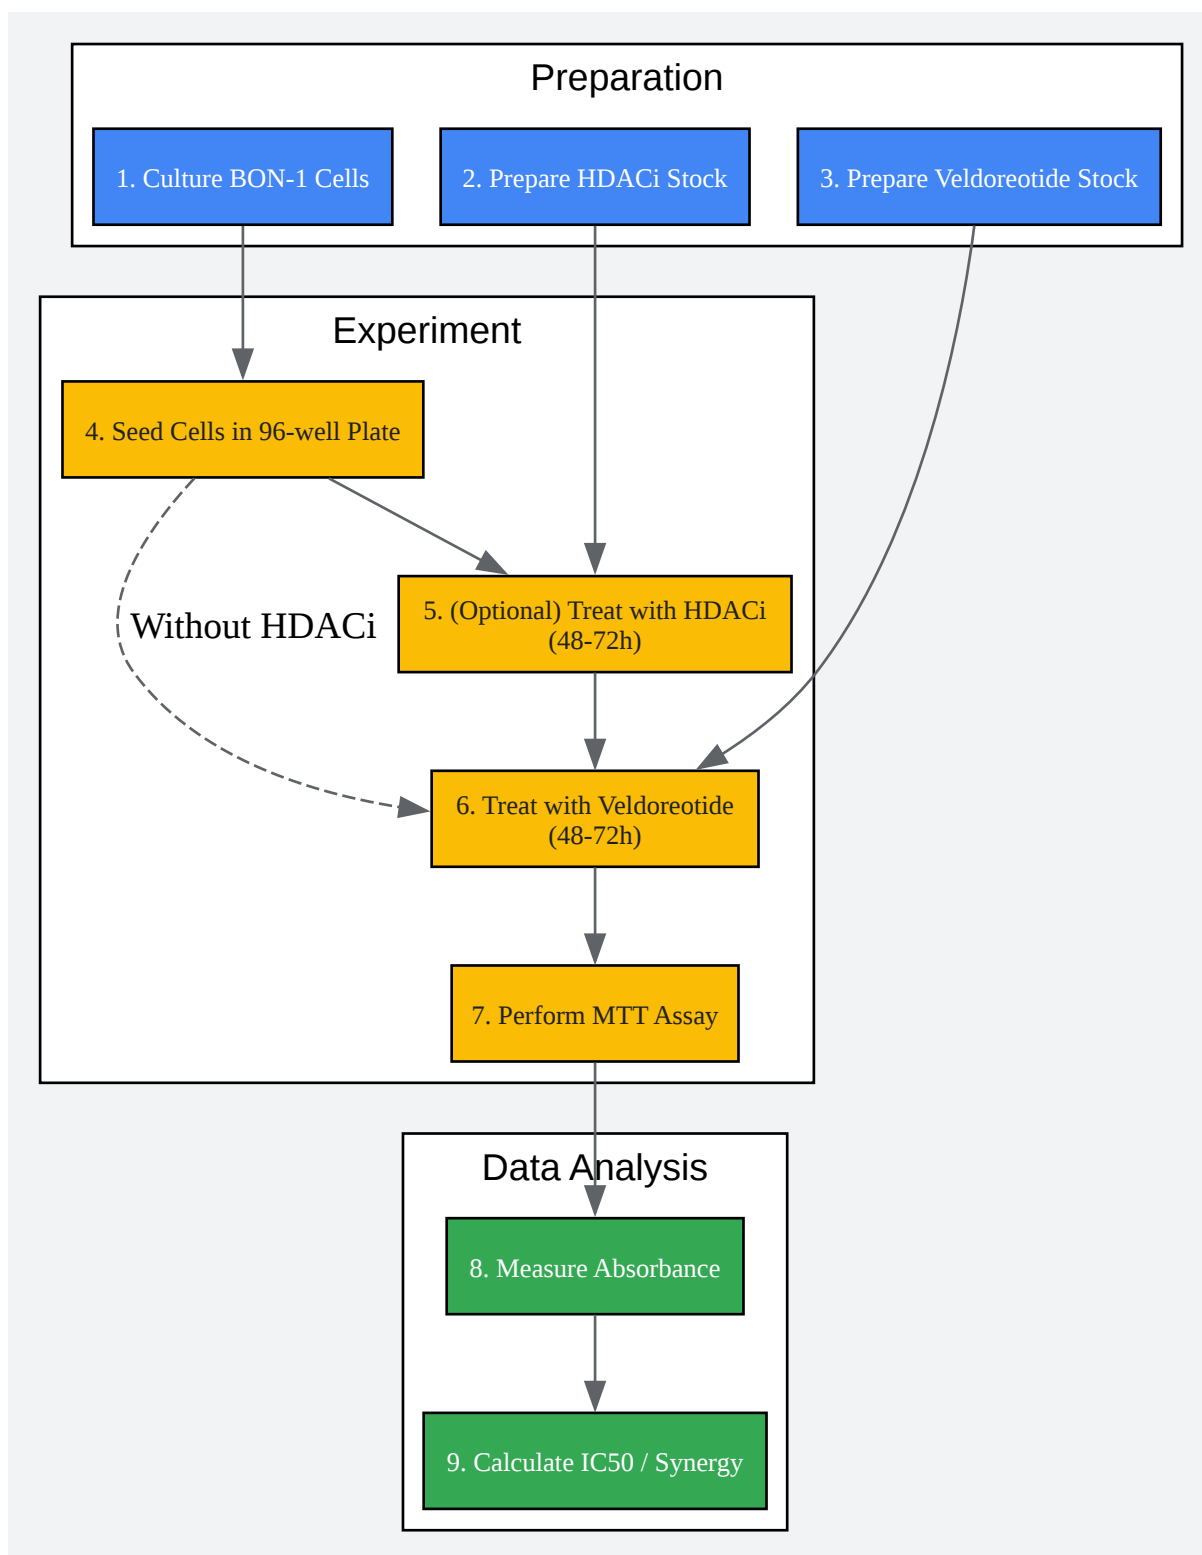 Preparation
1. Culture BON-1 Cells
2. Prepare HDACi Stock
3. Prepare Veldoreotide Stock
Experiment
4. Seed Cells in 96-well Plate
Without HDACi
5. (Optional) Treat with HDACi
(48-72h)
6. Treat with Veldoreotide
(48-72h)
7. Perform MTT Assay
Data Analysis
8. Measure Absorbance
9. Calculate IC50 / Synergy